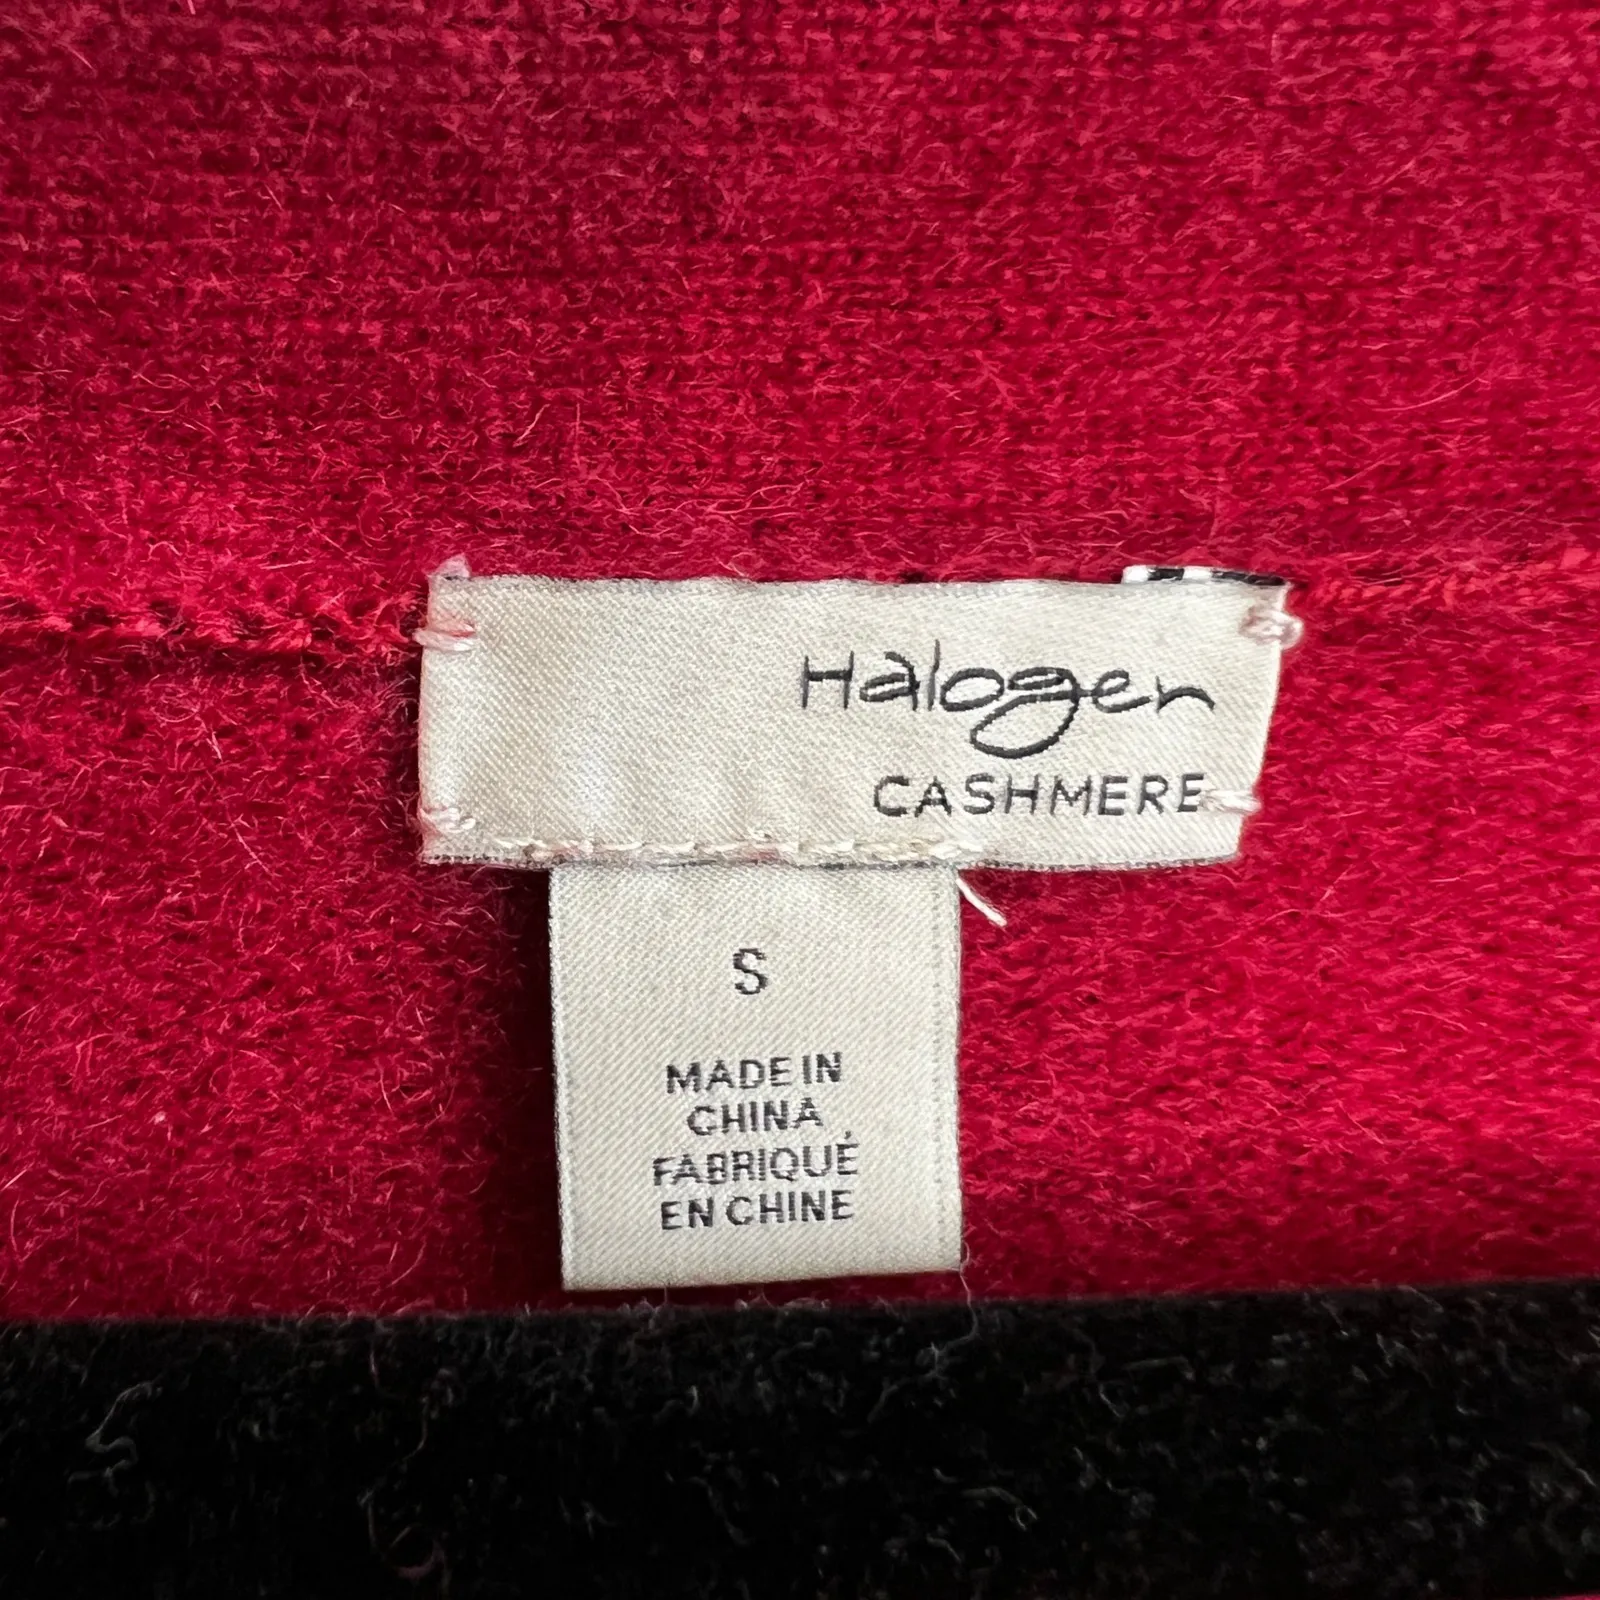 Halogen
CASHMERE
S
MADE IN
CHINA
FABRIQUÉ
EN CHINE